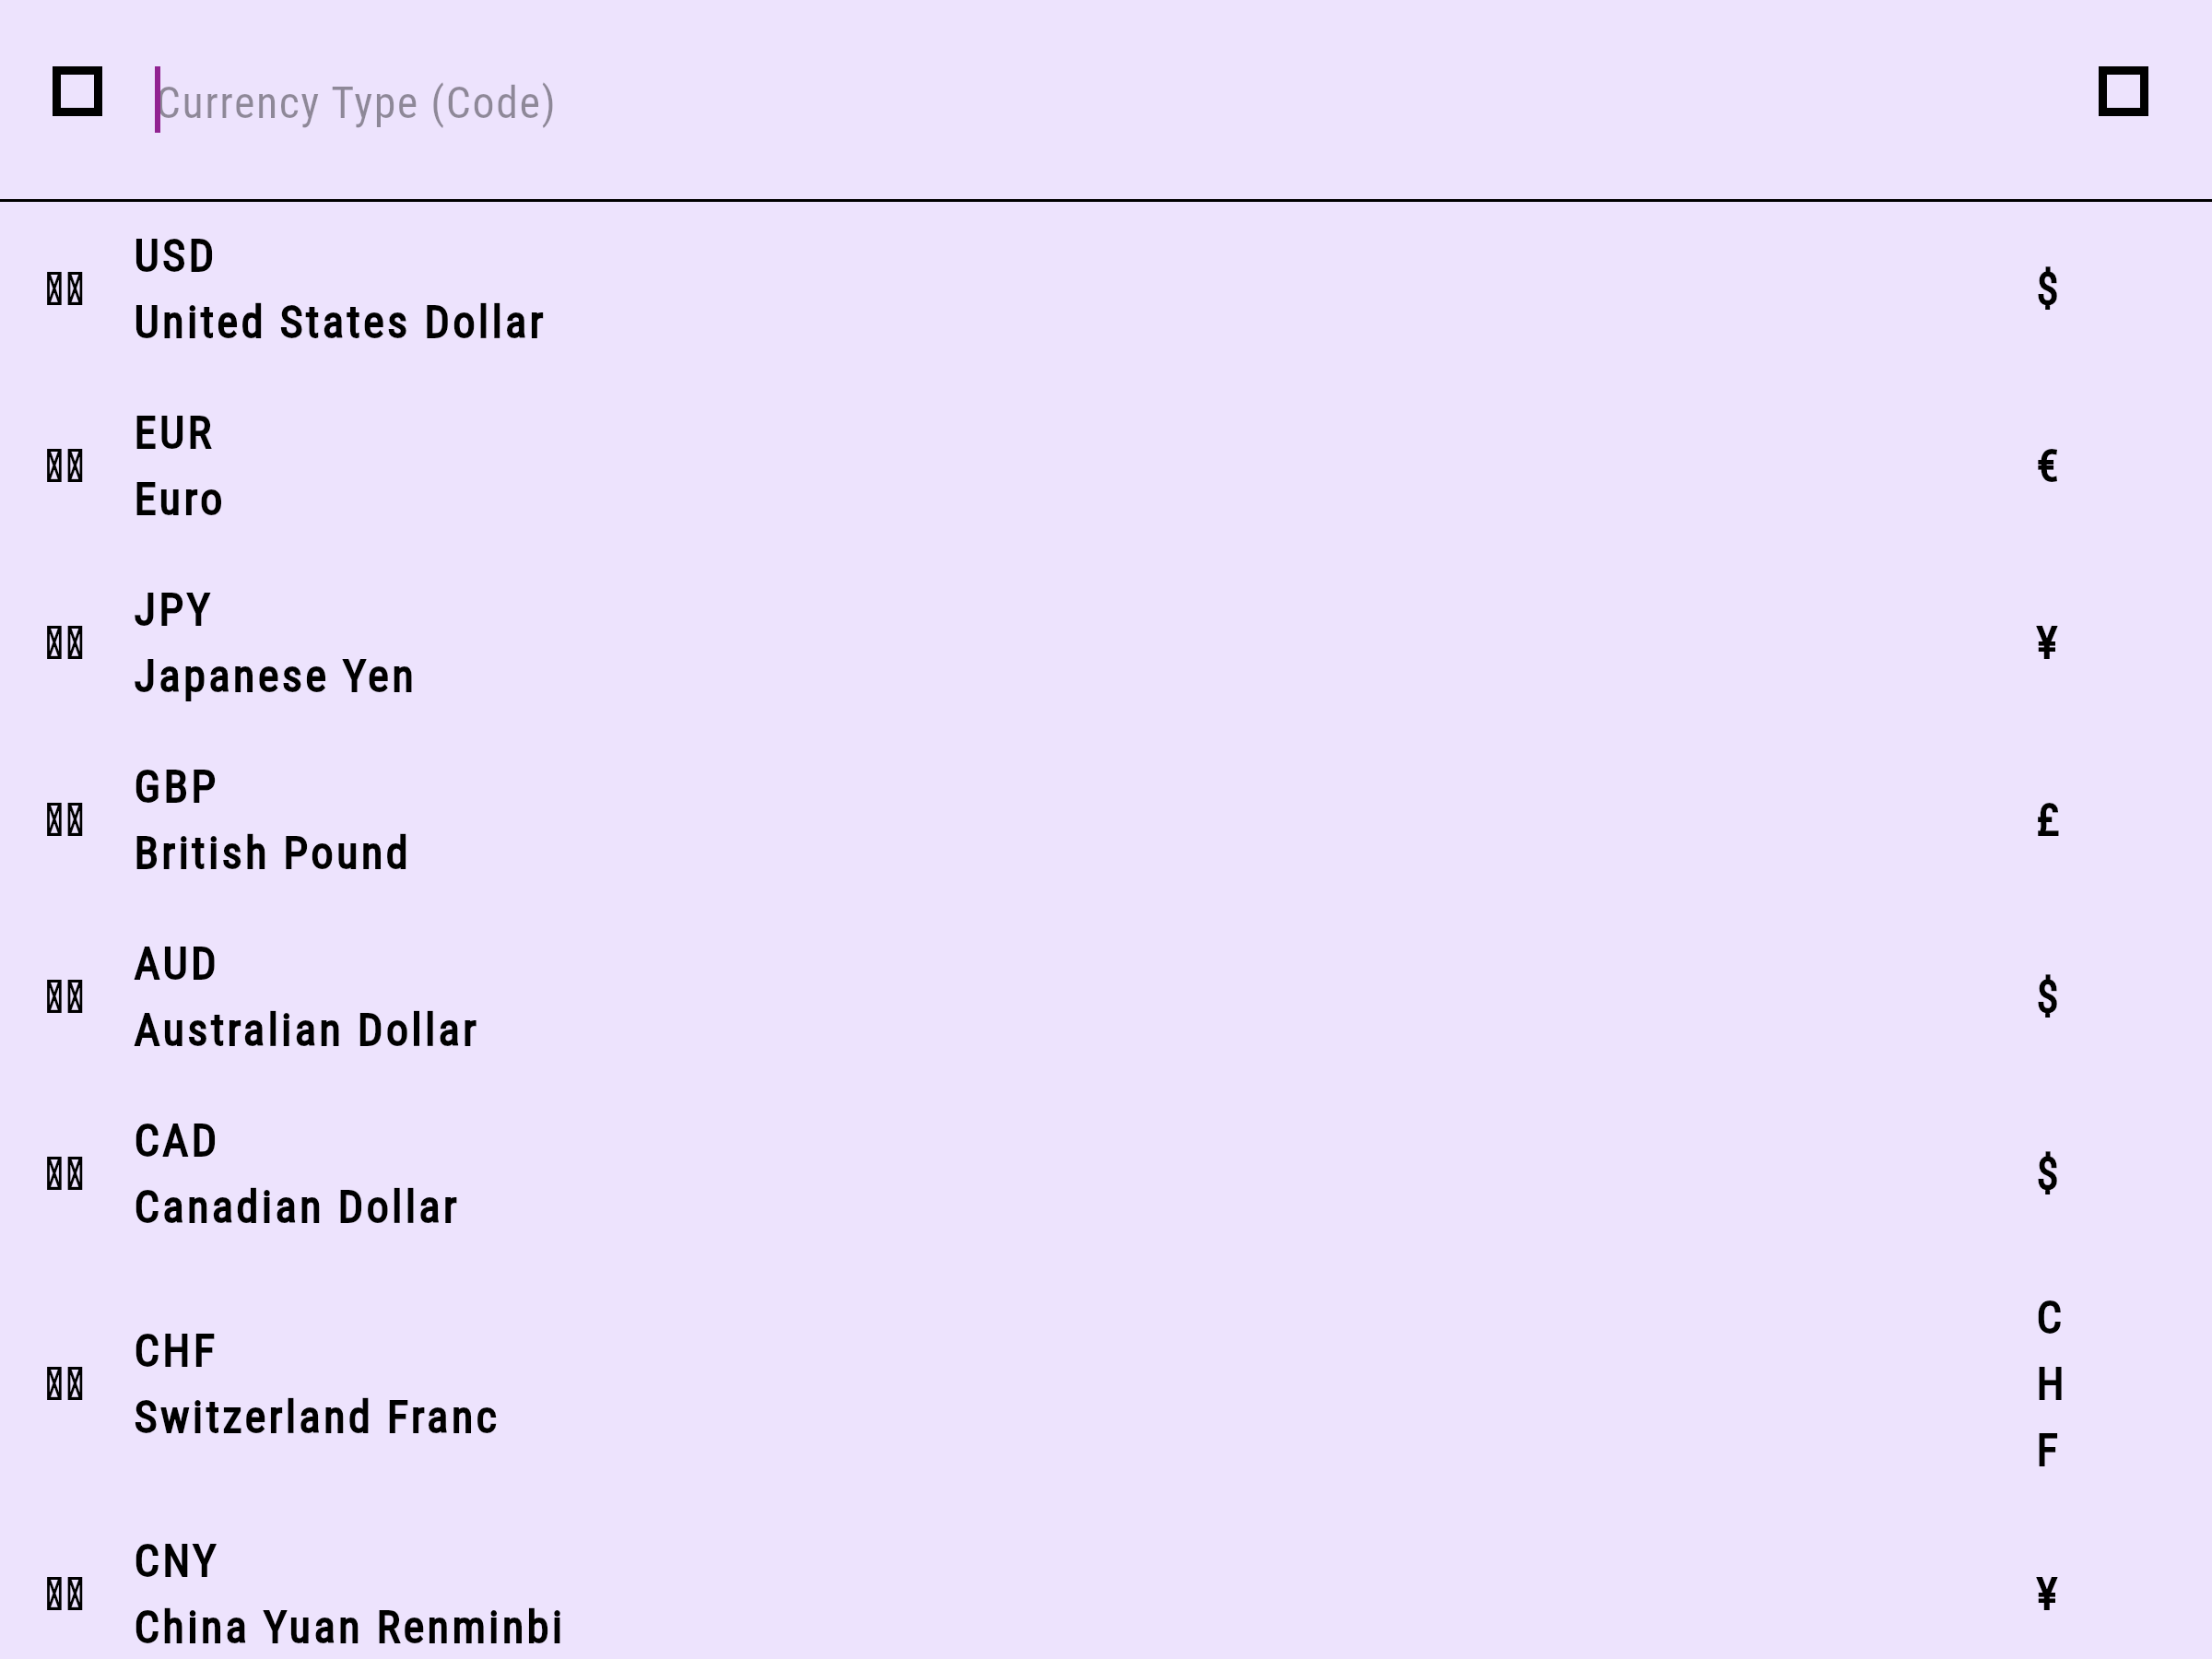 Currency Type (Code)
USD
United States Dollar
$
EUR
Euro
€
JPY
Japanese Yen
¥
GBP
British Pound
£
AUD
Australian Dollar
$
CAD
Canadian Dollar
$
CHF
Switzerland Franc
C
H
F
CNY
China Yuan Renminbi
¥